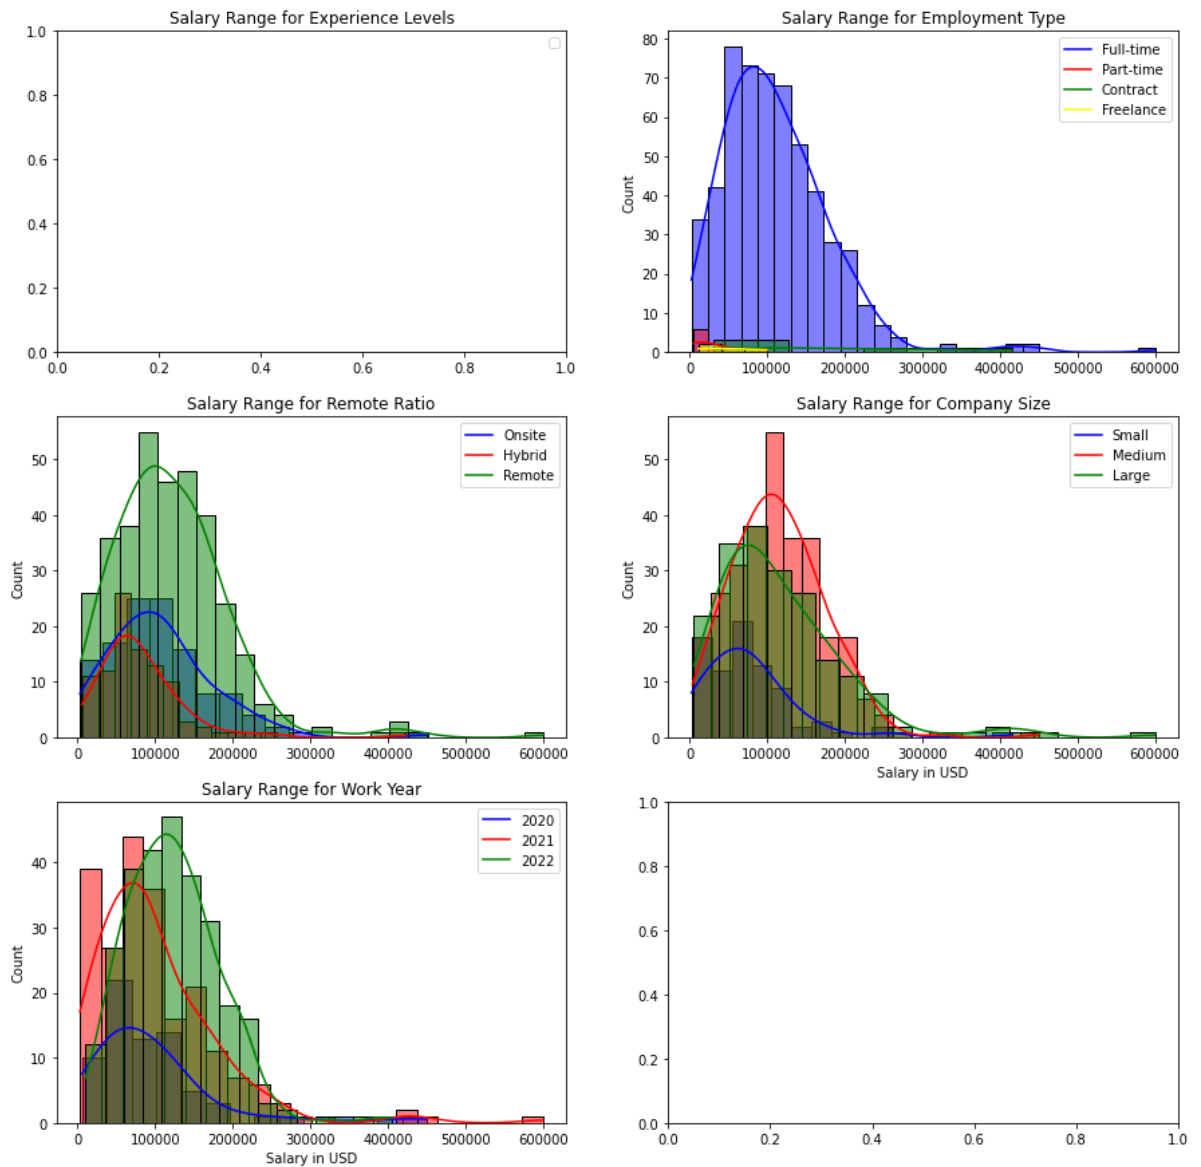 Salary Range for Experience Levels
1.0
0.8
0.6
0.4
0.2
0.0
0.0 0.2 0.4 0.6 0.8 1.0
Salary Range for Employment Type
Full-time
Part-time
Contract
Freelance
Count
80
70
60
50
40
30
20
10
0
0 100000 200000 300000 400000 500000 600000
Salary Range for Remote Ratio
Onsite
Hybrid
Remote
Count
50
40
30
20
10
0
0 100000 200000 300000 400000 500000 600000
Salary Range for Company Size
Small
Medium
Large
Count
50
40
30
20
10
0
0 100000 200000 300000 400000 500000 600000
Salary in USD
Salary Range for Work Year
2020
2021
2022
Count
40
30
20
10
0
0 100000 200000 300000 400000 500000 600000
Salary in USD
1.0
0.8
0.6
0.4
0.2
0.0
0.0 0.2 0.4 0.6 0.8 1.0